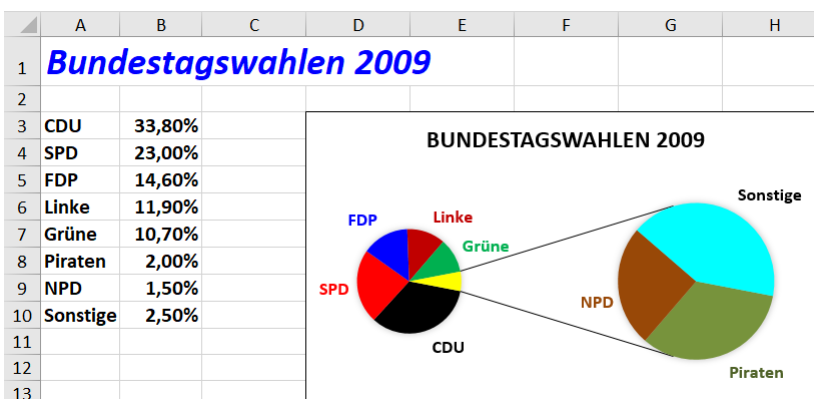 A B C D E F G H
1 Bundestagswahlen 2009
2
3 CDU 33,80%
4 SPD 23,00%
5 FDP 14,60%
6 Linke 11,90%
7 Grüne 10,70%
8 Piraten 2,00%
9 NPD 1,50%
10 Sonstige 2,50%
11
12
13
BUNDESTAGSWAHLEN 2009
Sonstige
FDP Linke
Grüne
SPD NPD
CDU
Piraten